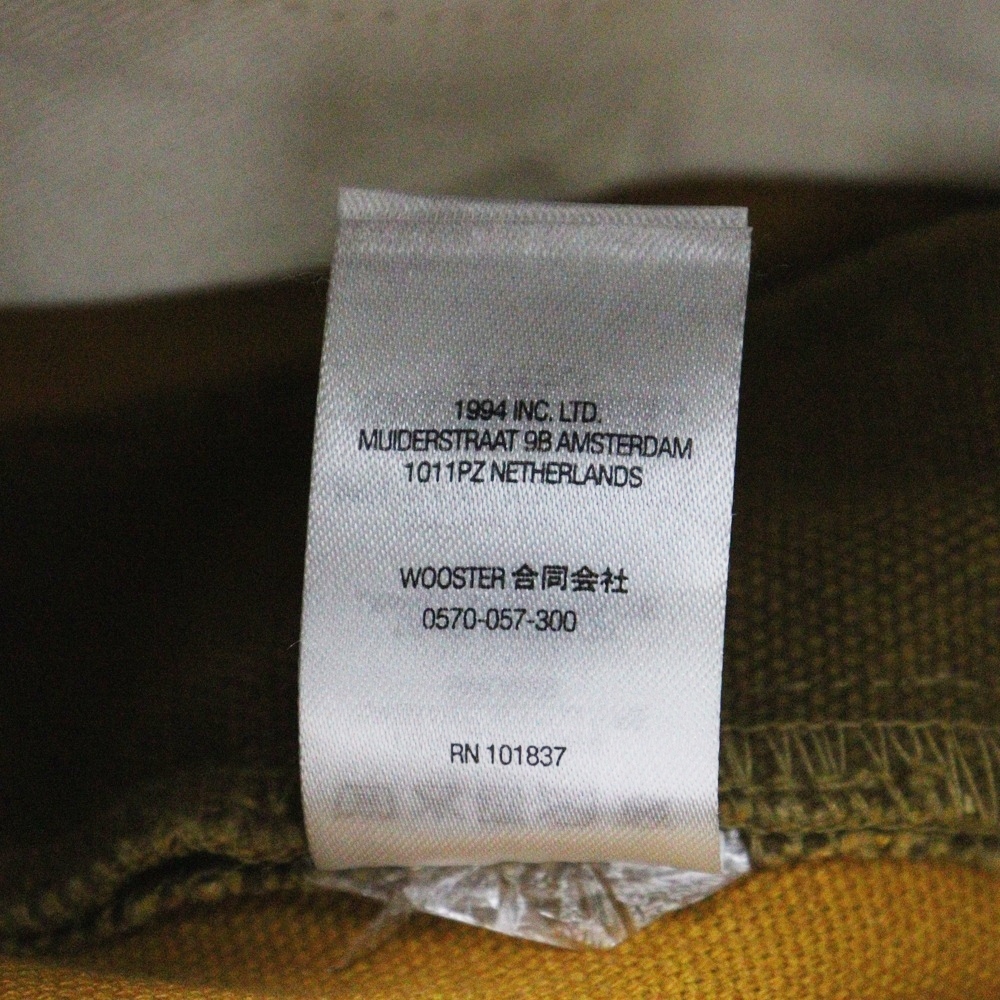 1994 INC. LTD.
MUIDERSTRAAT 9B AMSTERDAM
1011PZ NETHERLANDS
WOOSTER 合同会社
0570-057-300
RN 101837